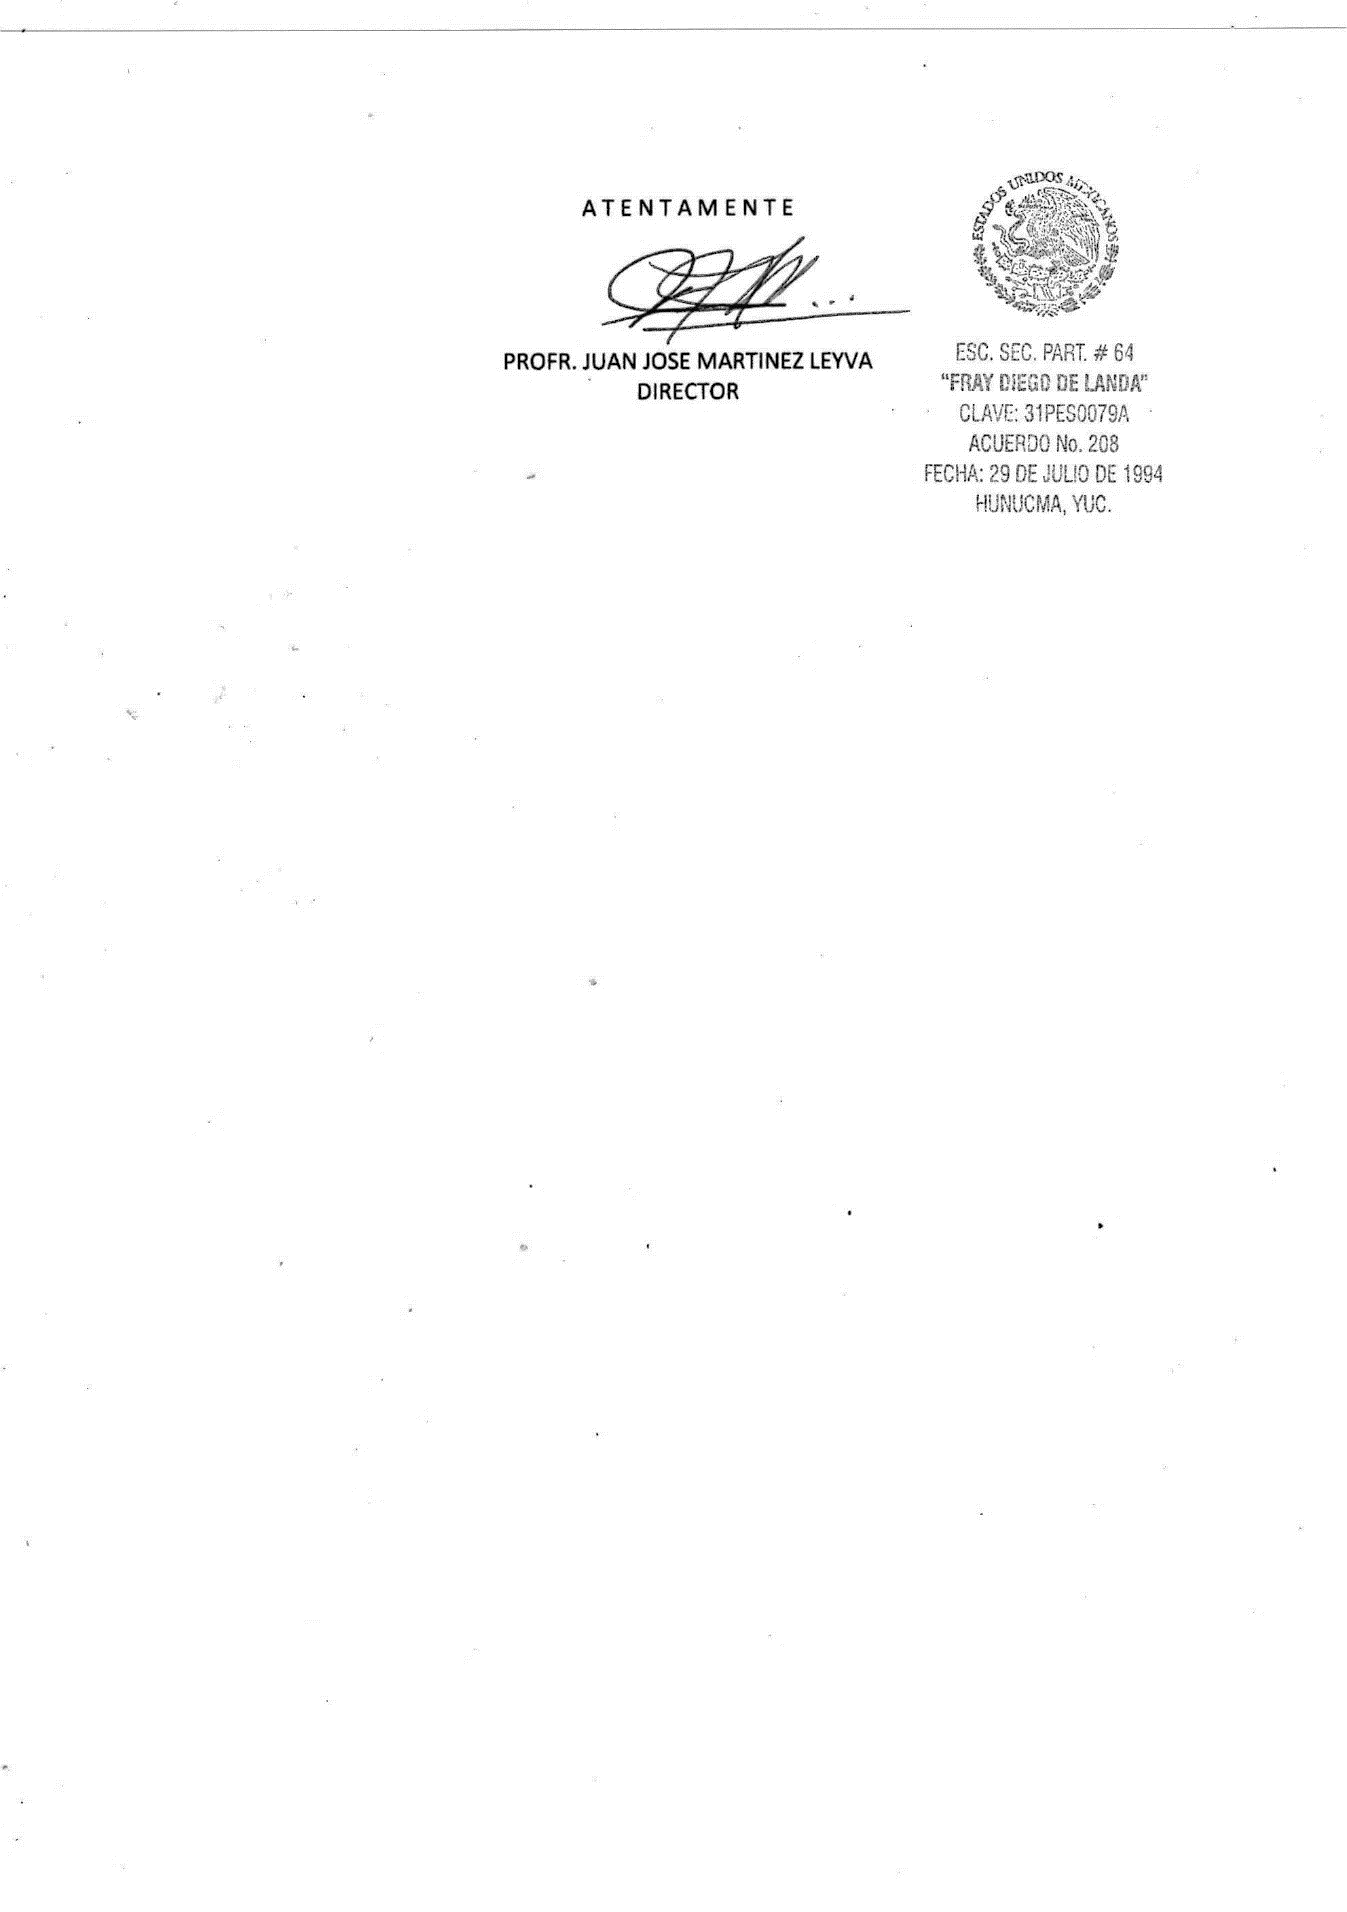 ATENTAMENTE
PROFR. JUAN JOSE MARTINEZ LEYVA
DIRECTOR
ESTADOS UNIDOS MEXICANOS
ESC. SEC. PART. # 64
"FRAY DIEGO DE LANDA"
CLAVE: 31PES0079A
ACUERDO No. 208
FECHA: 29 DE JULIO DE 1994
HUNUCMA, YUC.